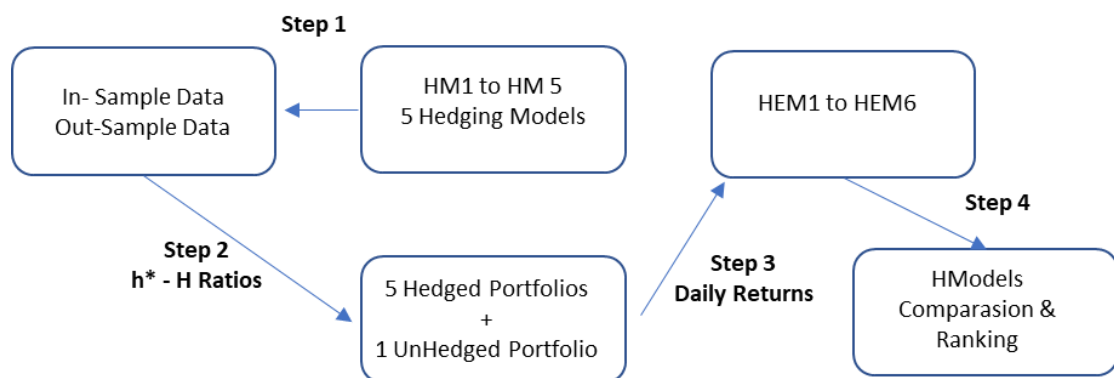 Step 1
In- Sample Data
Out-Sample Data
HM1 to HM 5
5 Hedging Models
HEM1 to HEM6
Step 2
h* - H Ratios
5 Hedged Portfolios
+
1 UnHedged Portfolio
Step 3
Daily Returns
Step 4
HModels
Comparasion &
Ranking